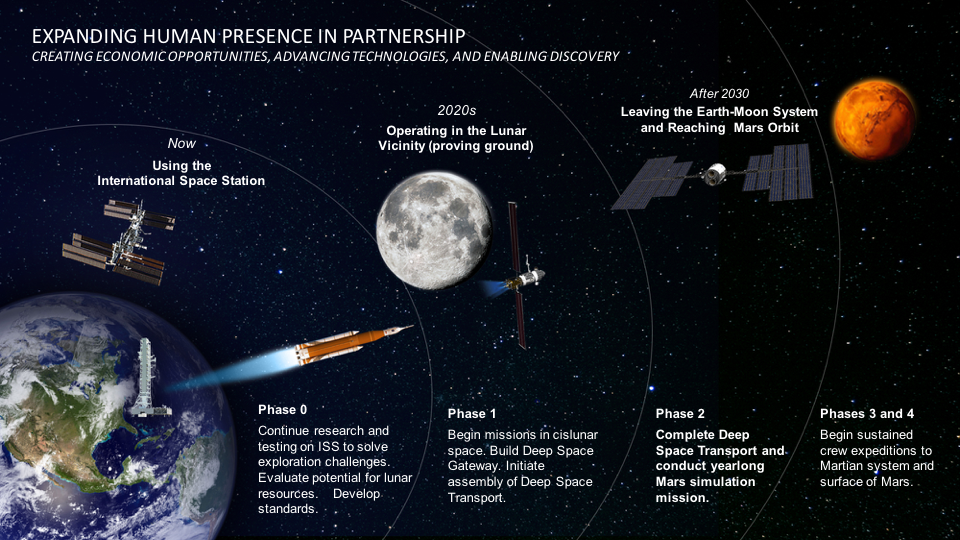 EXPANDING HUMAN PRESENCE IN PARTNERSHIP
CREATING ECONOMIC OPPORTUNITIES, ADVANCING TECHNOLOGIES, AND ENABLING DISCOVERY
Now
Using the
International Space Station
2020s
Operating in the Lunar
Vicinity (proving ground)
After 2030
Leaving the Earth-Moon System
and Reaching Mars Orbit
Phase 0
Continue research and
testing on ISS to solve
exploration challenges.
Evaluate potential for lunar
resources. Develop
standards.
Phase 1
Begin missions in cislunar
space. Build Deep Space
Gateway. Initiate
assembly of Deep Space
Transport.
Phase 2
Complete Deep
Space Transport and
conduct yearlong
Mars simulation
mission.
Phases 3 and 4
Begin sustained
crew expeditions to
Martian system and
surface of Mars.